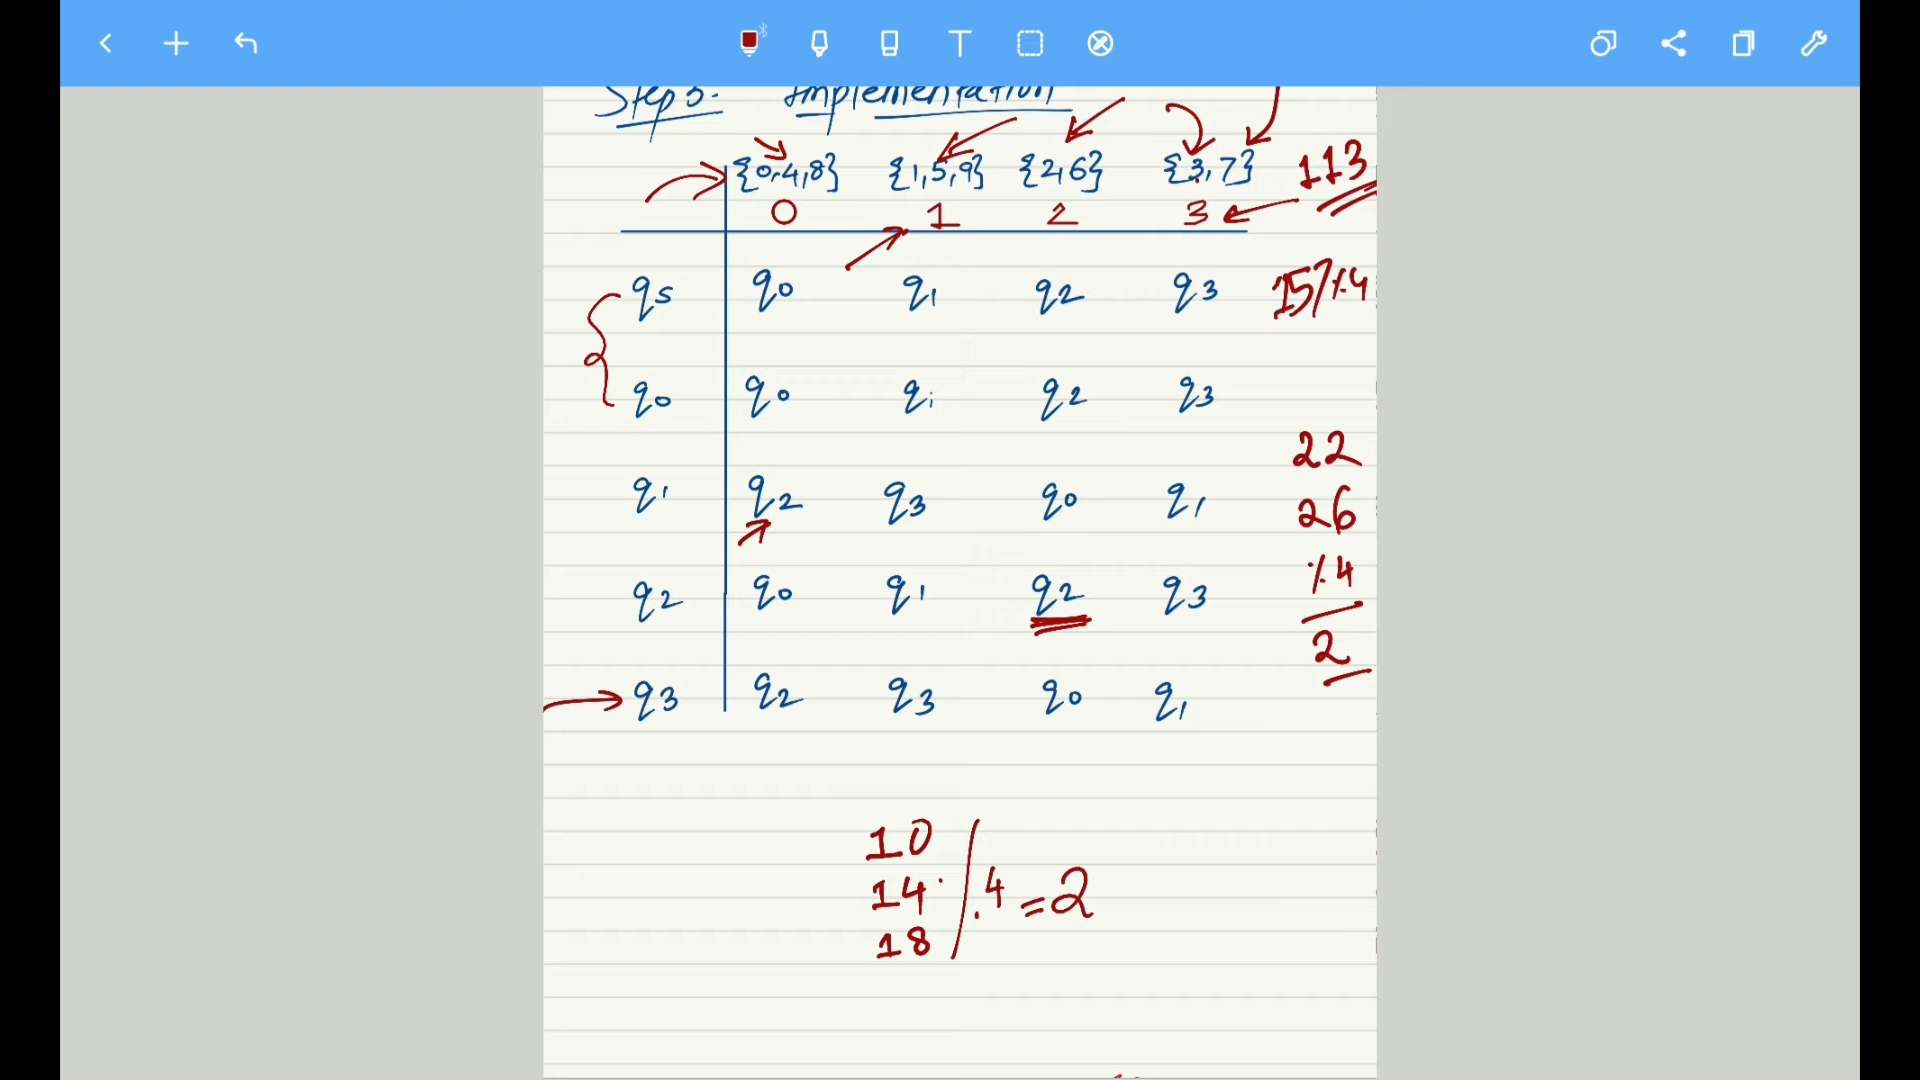 Step 3: Implementation
{0,4,8} {1,5,9} {2,6} {3,7} 113
0 1 2 3
qs q0 q1 q2 q3 15/%4
q0 q0 q1 q2 q3
22
q1 q2 q3 q0 q1 26
%4
q2 q0 q1 q2 q3
2
q3 q2 q3 q0 q1
10
14 %4 = 2
18